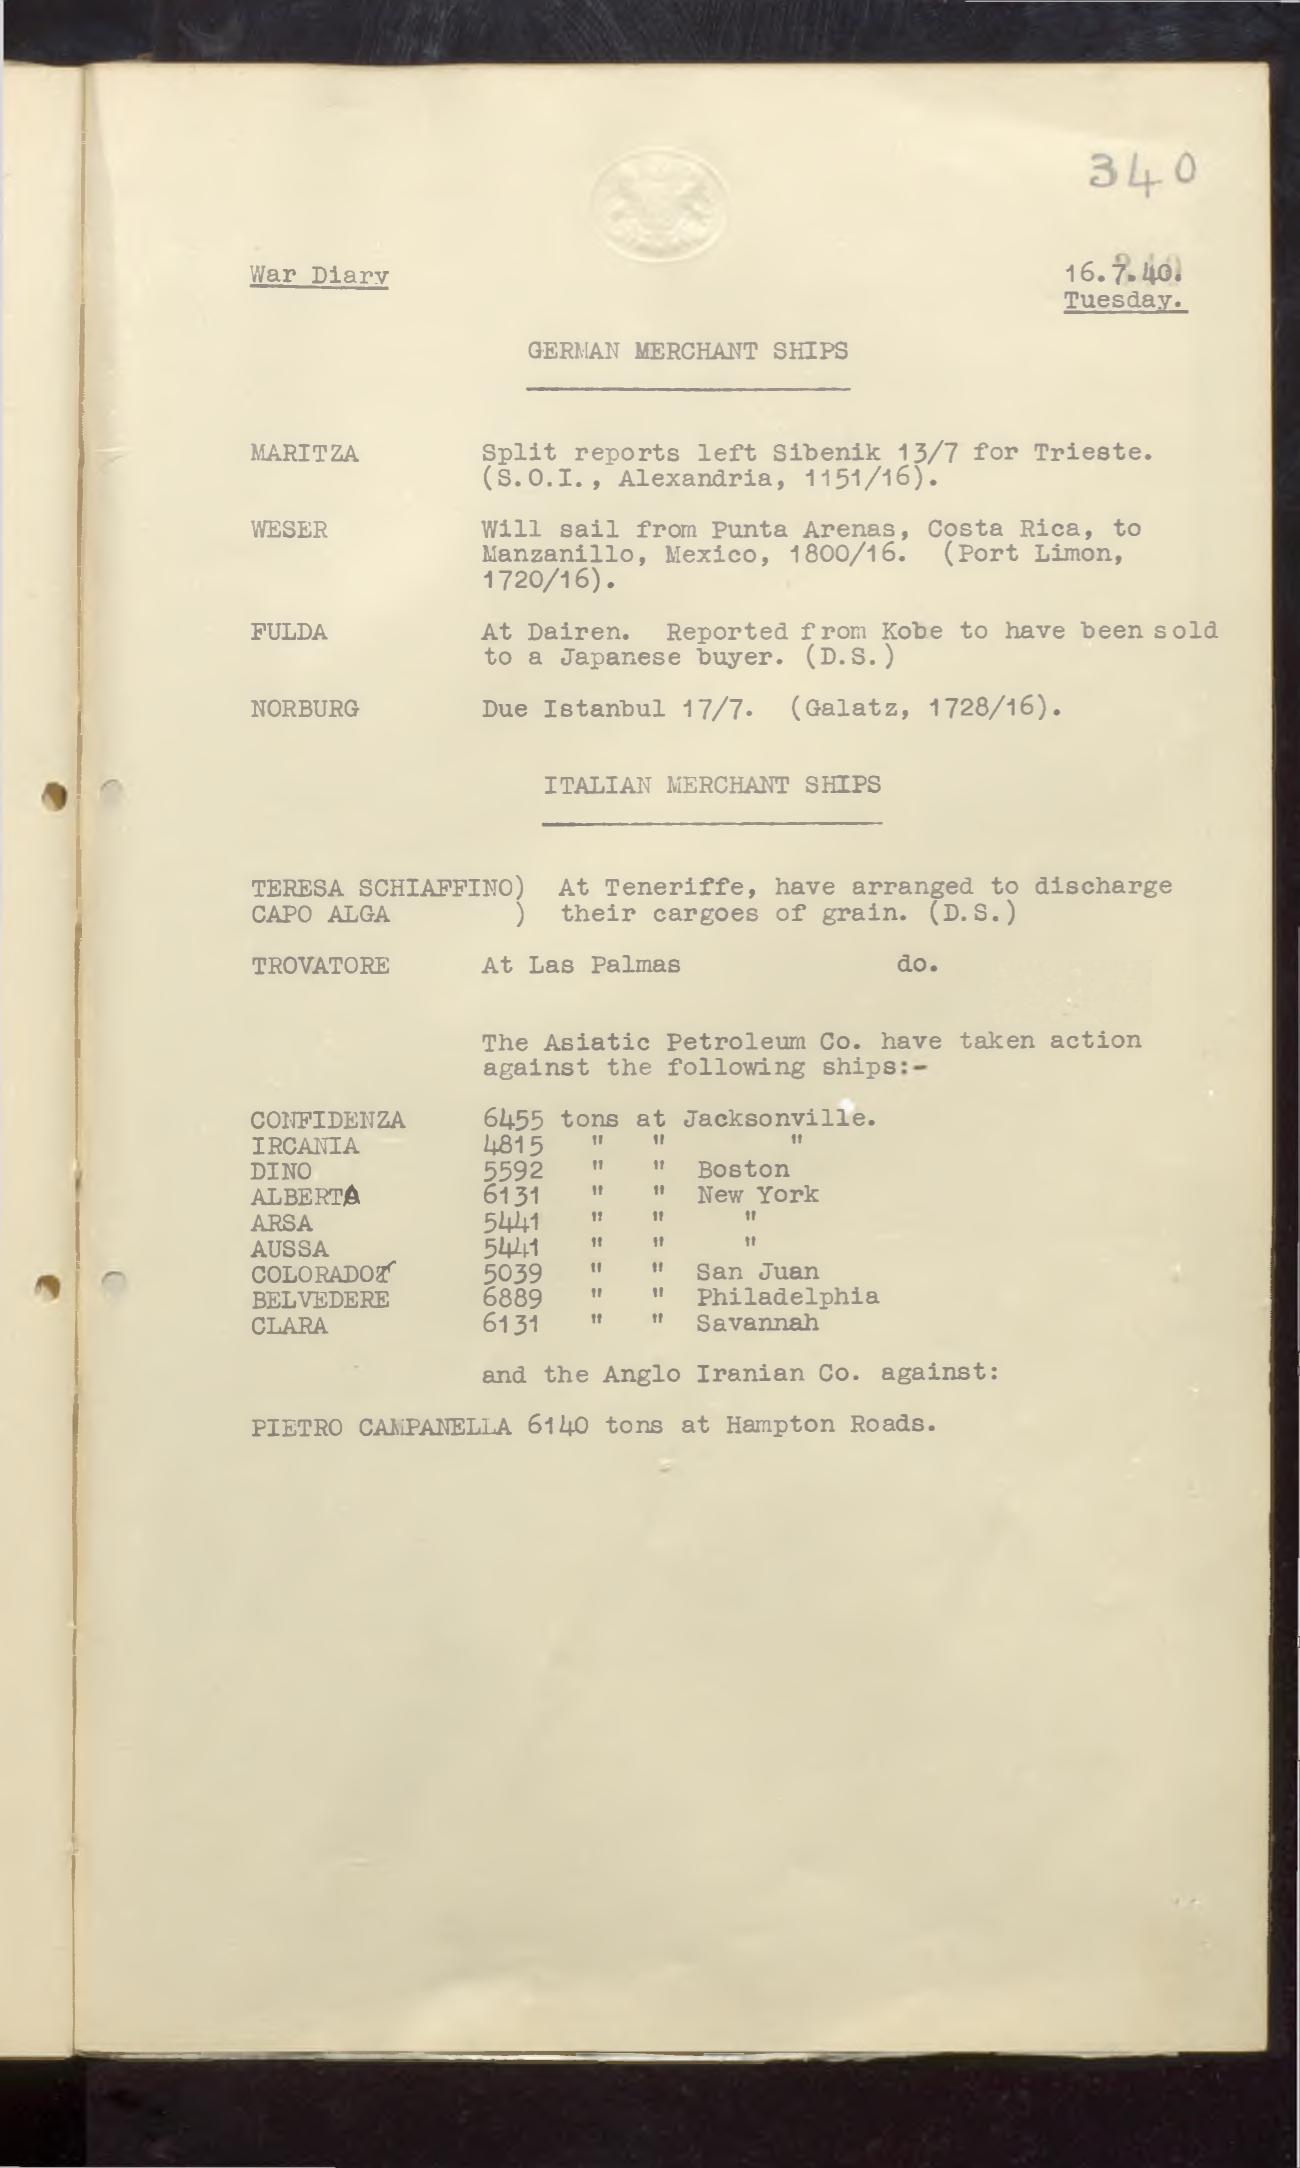 340
War Diary
16.7.40.
Tuesday.
GERMAN MERCHANT SHIPS
MARITZA Split reports left Sibenik 13/7 for Trieste.
(S.O.I., Alexandria, 1151/16).
WESER Will sail from Punta Arenas, Costa Rica, to
Manzanillo, Mexico, 1800/16. (Port Limon,
1720/16).
FULDA At Dairen. Reported from Kobe to have been sold
to a Japanese buyer. (D.S.)
NORBURG Due Istanbul 17/7. (Galatz, 1728/16).
ITALIAN MERCHANT SHIPS
TERESA SCHIAFFINO) At Teneriffe, have arranged to discharge
CAPO ALGA ) their cargoes of grain. (D.S.)
TROVATORE At Las Palmas do.
The Asiatic Petroleum Co. have taken action
against the following ships:-
CONFIDENZA 6455 tons at Jacksonville.
IRCANIA 4815 " " "
DINO 5592 " " Boston
ALBERTA 6131 " " New York
ARSA 5441 " " "
AUSSA 5441 " " "
COLORADO 5039 " " San Juan
BELVEDERE 6889 " " Philadelphia
CLARA 6131 " " Savannah
and the Anglo Iranian Co. against:
PIETRO CAMPANELLA 6140 tons at Hampton Roads.